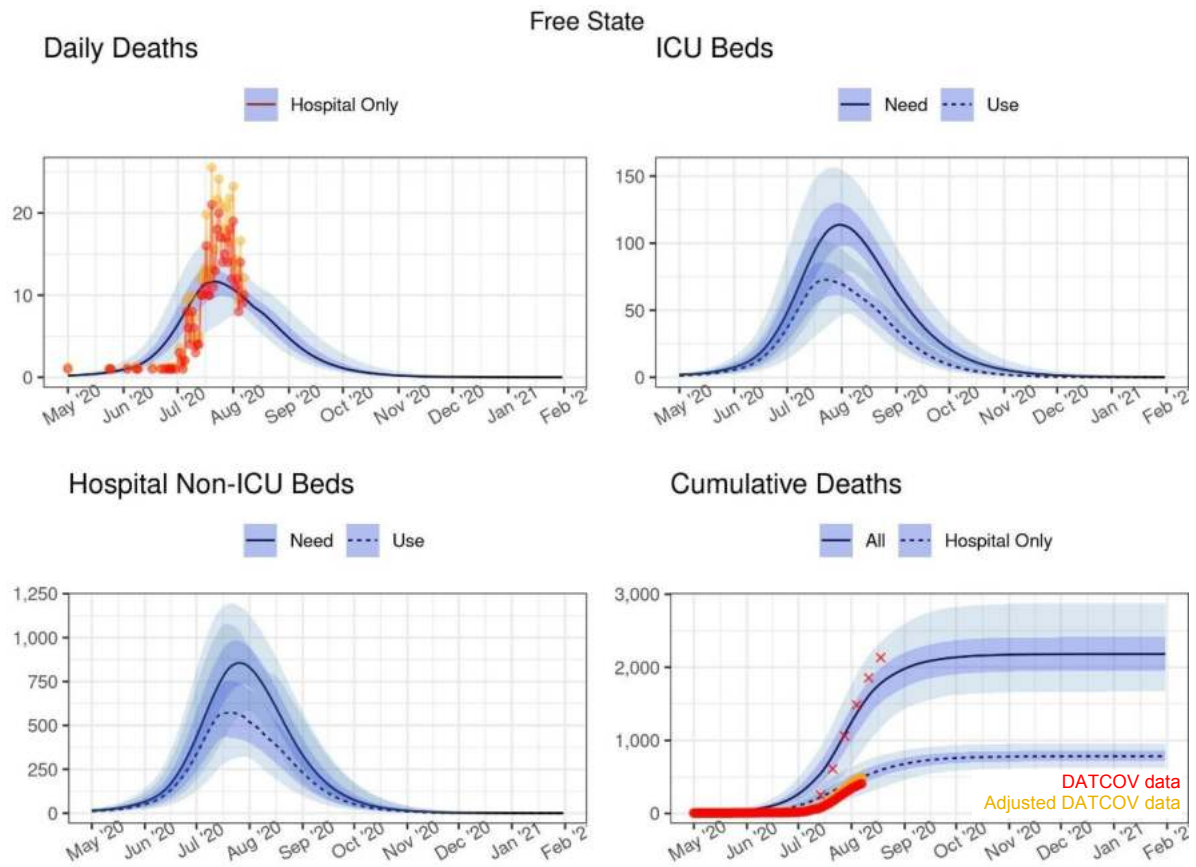 Free State
Daily Deaths
Hospital Only
20
10
0
May '20 Jun '20 Jul '20 Aug '20 Sep '20 Oct '20 Nov '20 Dec '20 Jan '21 Feb '2
ICU Beds
Need Use
150
100
50
0
May '20 Jun '20 Jul '20 Aug '20 Sep '20 Oct '20 Nov '20 Dec '20 Jan '21 Feb '2
Hospital Non-ICU Beds
Need Use
1,250
1,000
750
500
250
0
May '20 Jun '20 Jul '20 Aug '20 Sep '20 Oct '20 Nov '20 Dec '20 Jan '21 Feb '2
Cumulative Deaths
All Hospital Only
3,000
2,000
1,000
0
DATCOV data
Adjusted DATCOV data
May '20 Jun '20 Jul '20 Aug '20 Sep '20 Oct '20 Nov '20 Dec '20 Jan '21 Feb '2